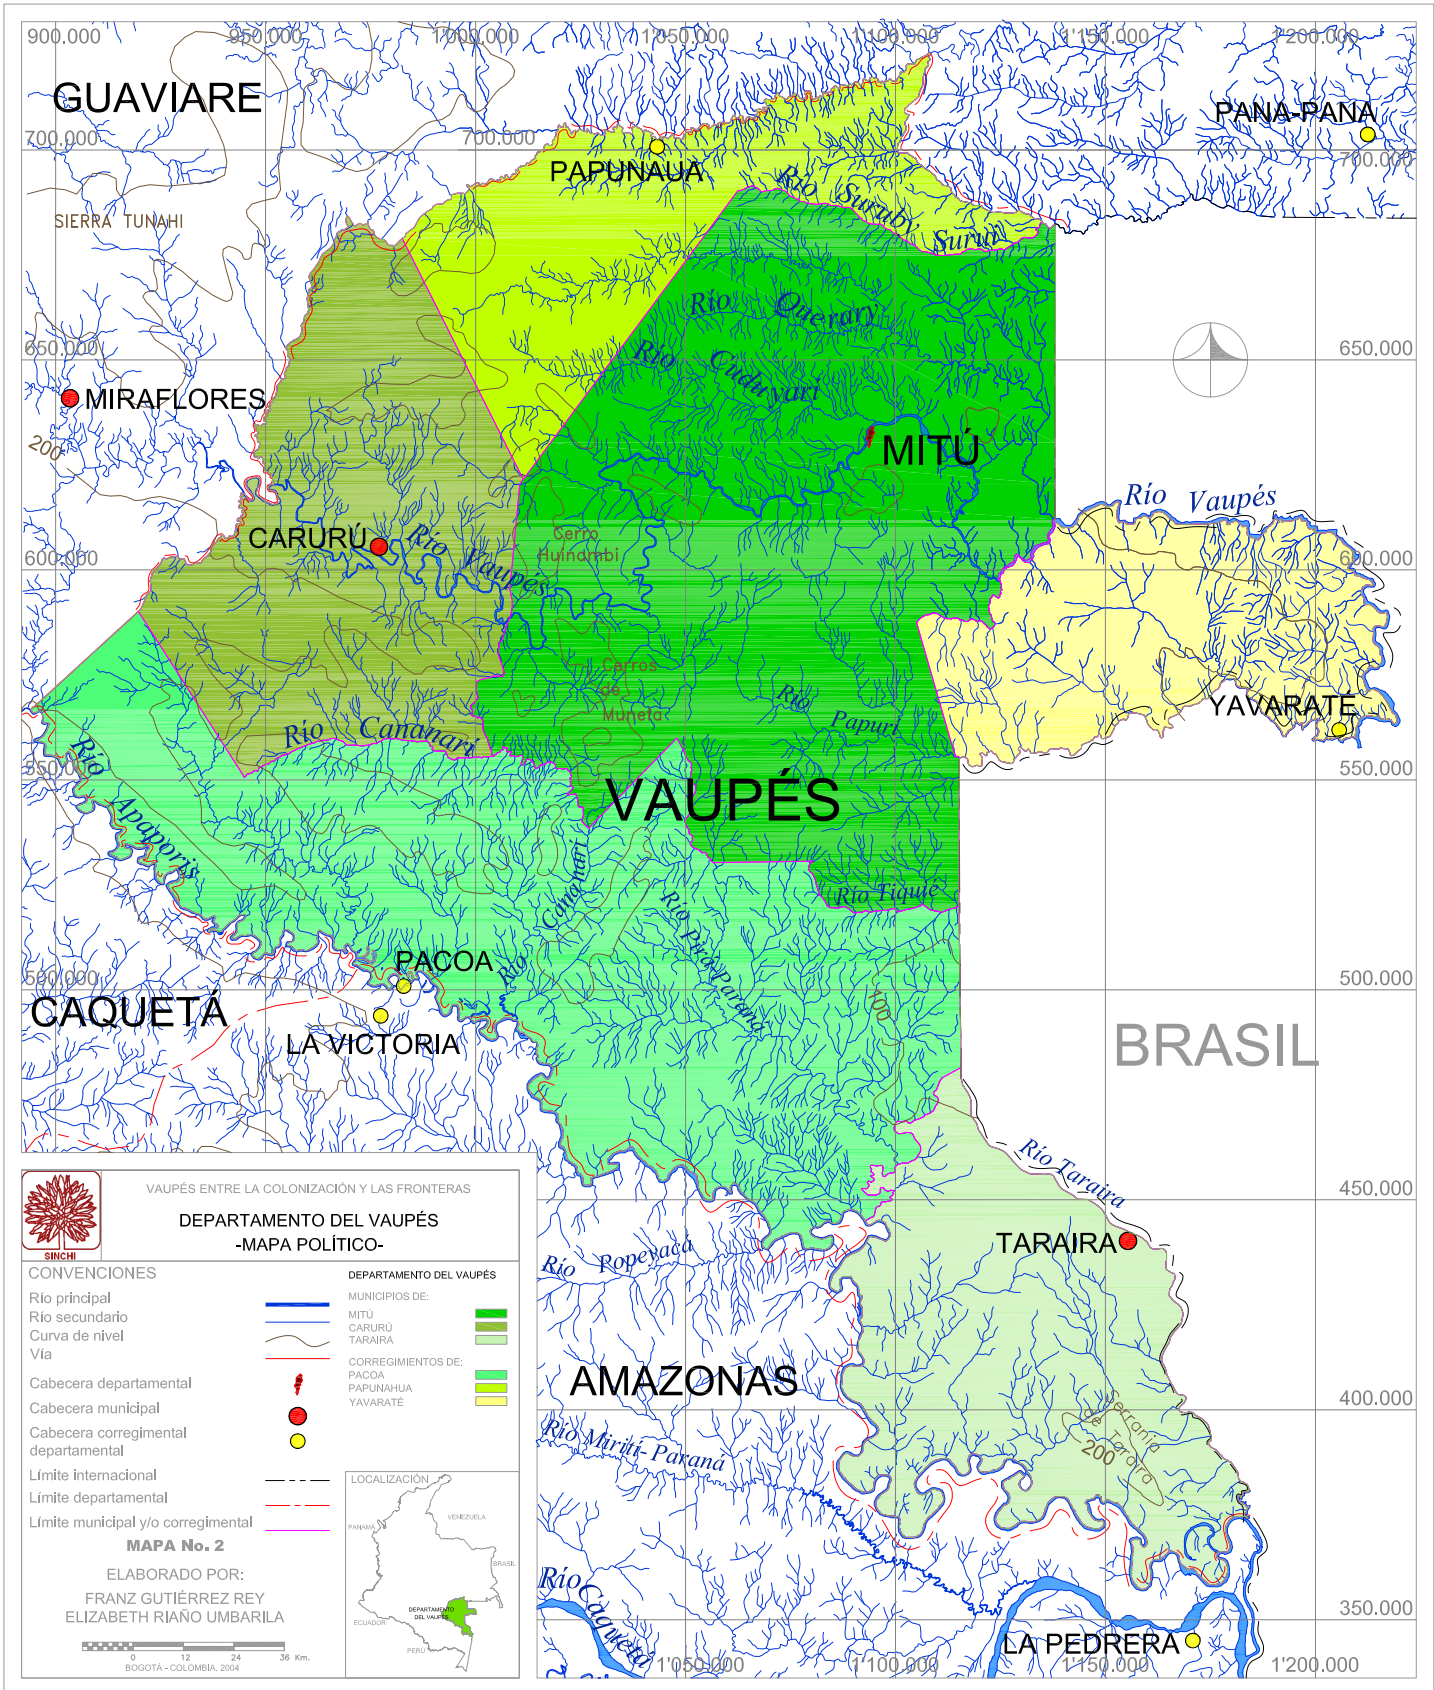 900.000 950.000 1'000.000 1'050.000 1'100.000 1'150.000 1'200.000
GUAVIARE
PANA-PANA
700.000 700.000 700.000
PAPUNAUA
Río Suruby Surui
SIERRA TUNAHI
Río Querary
650.000 650.000
Río Cuduyari
MIRAFLORES
200
MITÚ
Río Vaupés
CARURÚ
Río Vaupés
Cerro
Huinambi
600.000 600.000
Cerros
de
Muneta
Río Papuri
YAVARATÉ
Río Cananarí
550.000 550.000
Río Apaporis
VAUPÉS
Río Cananarí
Río Tiquié
Río Pirá-Paraná
PACOA
500.000 500.000
100
CAQUETÁ
LA VICTORIA
BRASIL
Río Taraira
450.000
TARAIRA
Río Popeyacá
AMAZONAS
400.000
Serranía
de Taraira
200
Río Mirití-Paraná
Río Caquetá
350.000
LA PEDRERA
1'050.000 1'100.000 1'150.000 1'200.000
SINCHI
VAUPÉS ENTRE LA COLONIZACIÓN Y LAS FRONTERAS
DEPARTAMENTO DEL VAUPÉS
-MAPA POLÍTICO-
CONVENCIONES
Río principal
Río secundario
Curva de nivel
Vía
Cabecera departamental
Cabecera municipal
Cabecera corregimental
departamental
Límite internacional
Límite departamental
Límite municipal y/o corregimental
DEPARTAMENTO DEL VAUPÉS
MUNICIPIOS DE:
MITÚ
CARURÚ
TARAIRA
CORREGIMIENTOS DE:
PACOA
PAPUNAHUA
YAVARATÉ
MAPA No. 2
ELABORADO POR:
FRANZ GUTIÉRREZ REY
ELIZABETH RIAÑO UMBARILA
0 12 24 36 Km.
BOGOTÁ - COLOMBIA. 2004
LOCALIZACIÓN
PANAMÁ
VENEZUELA
BRASIL
DEPARTAMENTO
DEL VAUPÉS
ECUADOR
PERÚ